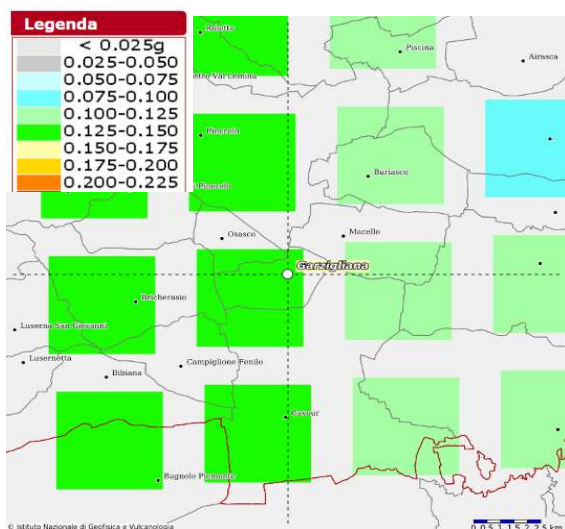 Legenda
< 0.025g
0.025-0.050
0.050-0.075
0.075-0.100
0.100-0.125
0.125-0.150
0.150-0.175
0.175-0.200
0.200-0.225
Piscina
Airasca
Pinerolo
Pinerolo
Buriasco
Osasco
Macello
Garzigliana
Bricherasio
Luserna San Giovanni
Lusernetta
Bibiana
Campiglione Fenile
Cavour
Bagnolo Piemonte
© Istituto Nazionale di Geofisica e Vulcanologia